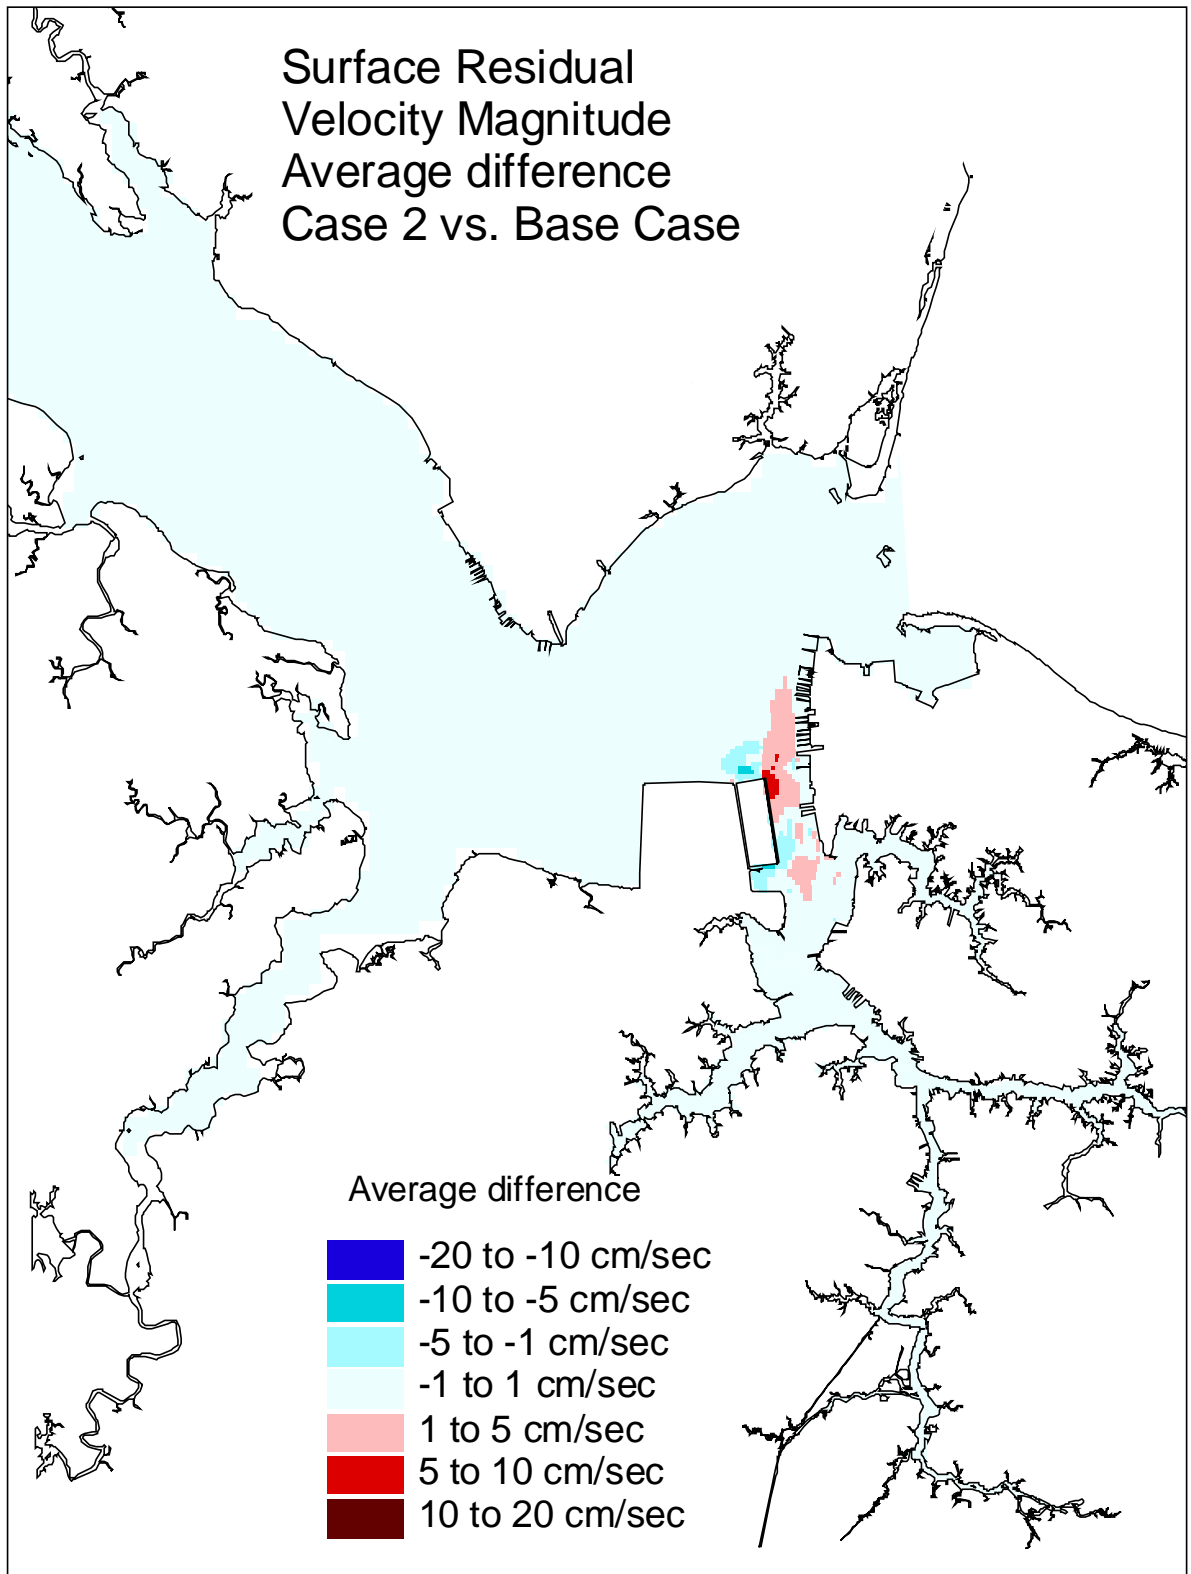 Surface Residual
Velocity Magnitude
Average difference
Case 2 vs. Base Case
Average difference
-20 to -10 cm/sec
-10 to -5 cm/sec
-5 to -1 cm/sec
-1 to 1 cm/sec
1 to 5 cm/sec
5 to 10 cm/sec
10 to 20 cm/sec